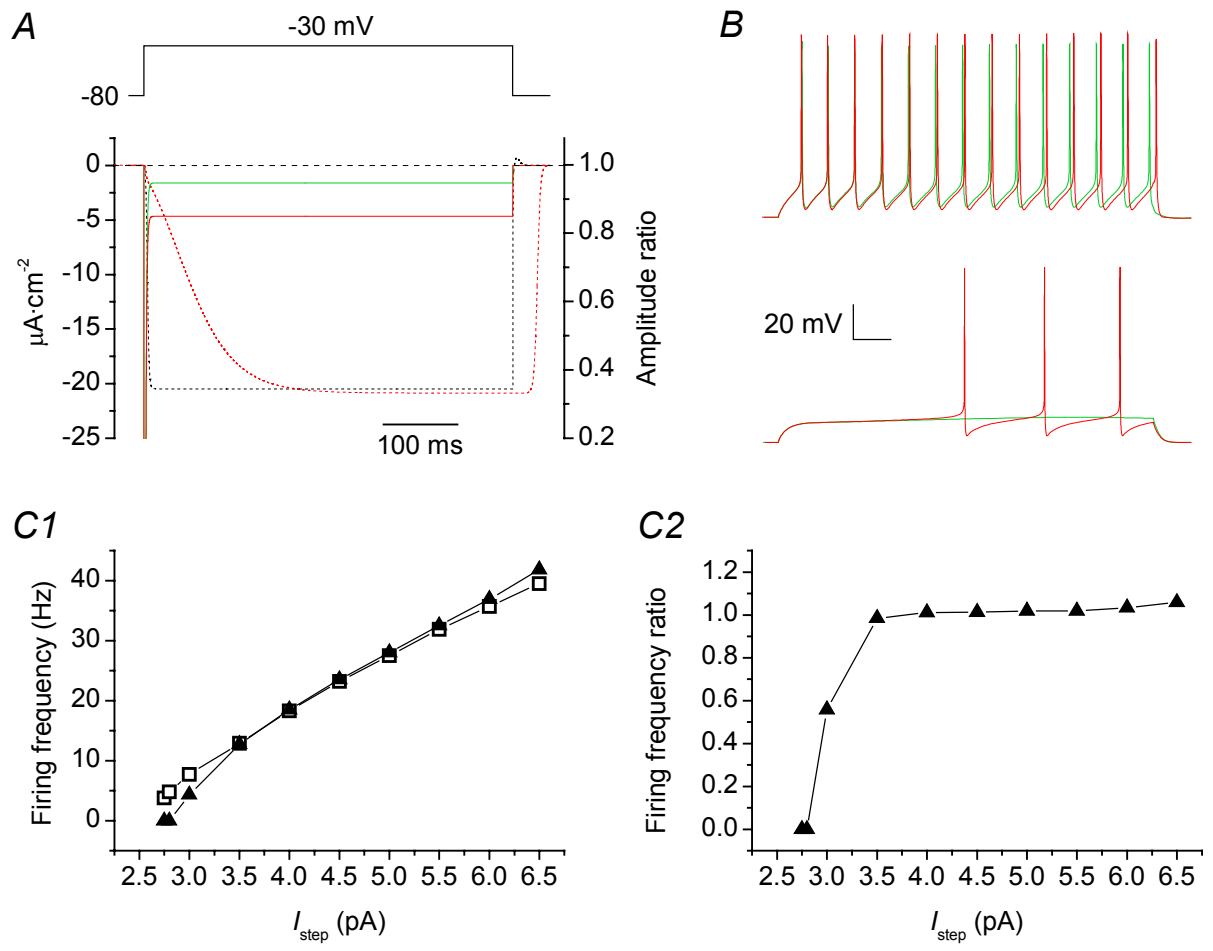 A
-30 mV
-80
0
-5
-10
-15
-20
-25
µA·cm-2
1.0
0.8
0.6
0.4
0.2
Amplitude ratio
100 ms
B
20 mV
C1
40
30
20
10
0
Firing frequency (Hz)
2.5 3.0 3.5 4.0 4.5 5.0 5.5 6.0 6.5
Istep (pA)
C2
1.2
1.0
0.8
0.6
0.4
0.2
0.0
Firing frequency ratio
2.5 3.0 3.5 4.0 4.5 5.0 5.5 6.0 6.5
Istep (pA)